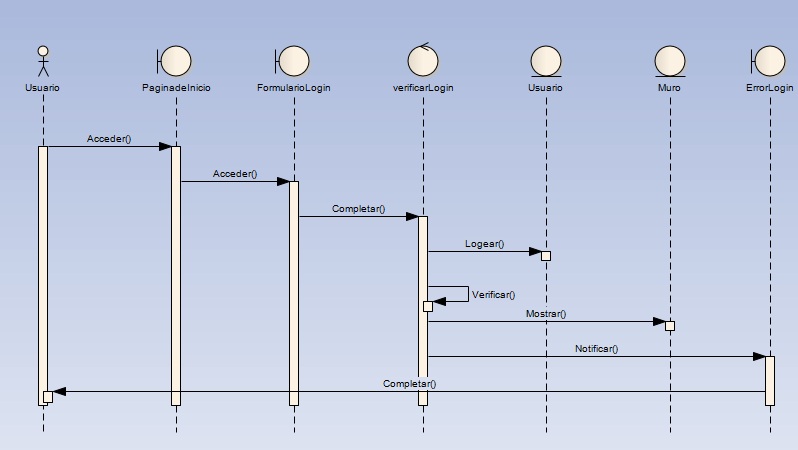 Usuario
PaginadeInicio
FormularioLogin
verificarLogin
Usuario
Muro
ErrorLogin
Acceder()
Acceder()
Completar()
Logear()
Verificar()
Mostrar()
Notificar()
Completar()